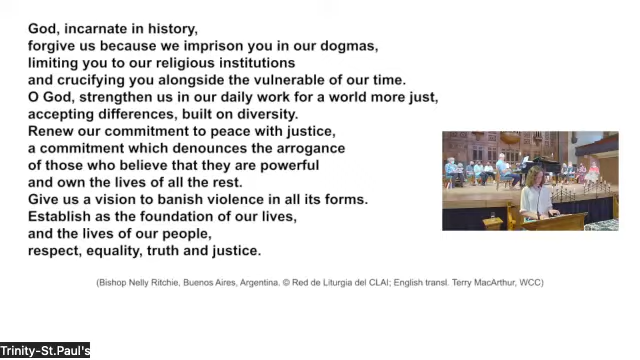 God, incarnate in history,
forgive us because we imprison you in our dogmas,
limiting you to our religious institutions
and crucifying you alongside the vulnerable of our time.
O God, strengthen us in our daily work for a world more just,
accepting differences, built on diversity.
Renew our commitment to peace with justice,
a commitment which denounces the arrogance
of those who believe that they are powerful
and own the lives of all the rest.
Give us a vision to banish violence in all its forms.
Establish as the foundation of our lives,
and the lives of our people,
respect, equality, truth and justice.
(Bishop Nelly Ritchie, Buenos Aires, Argentina. © Red de Liturgia del CLAI; English transl. Terry MacArthur, WCC)
Trinity-St.Paul's